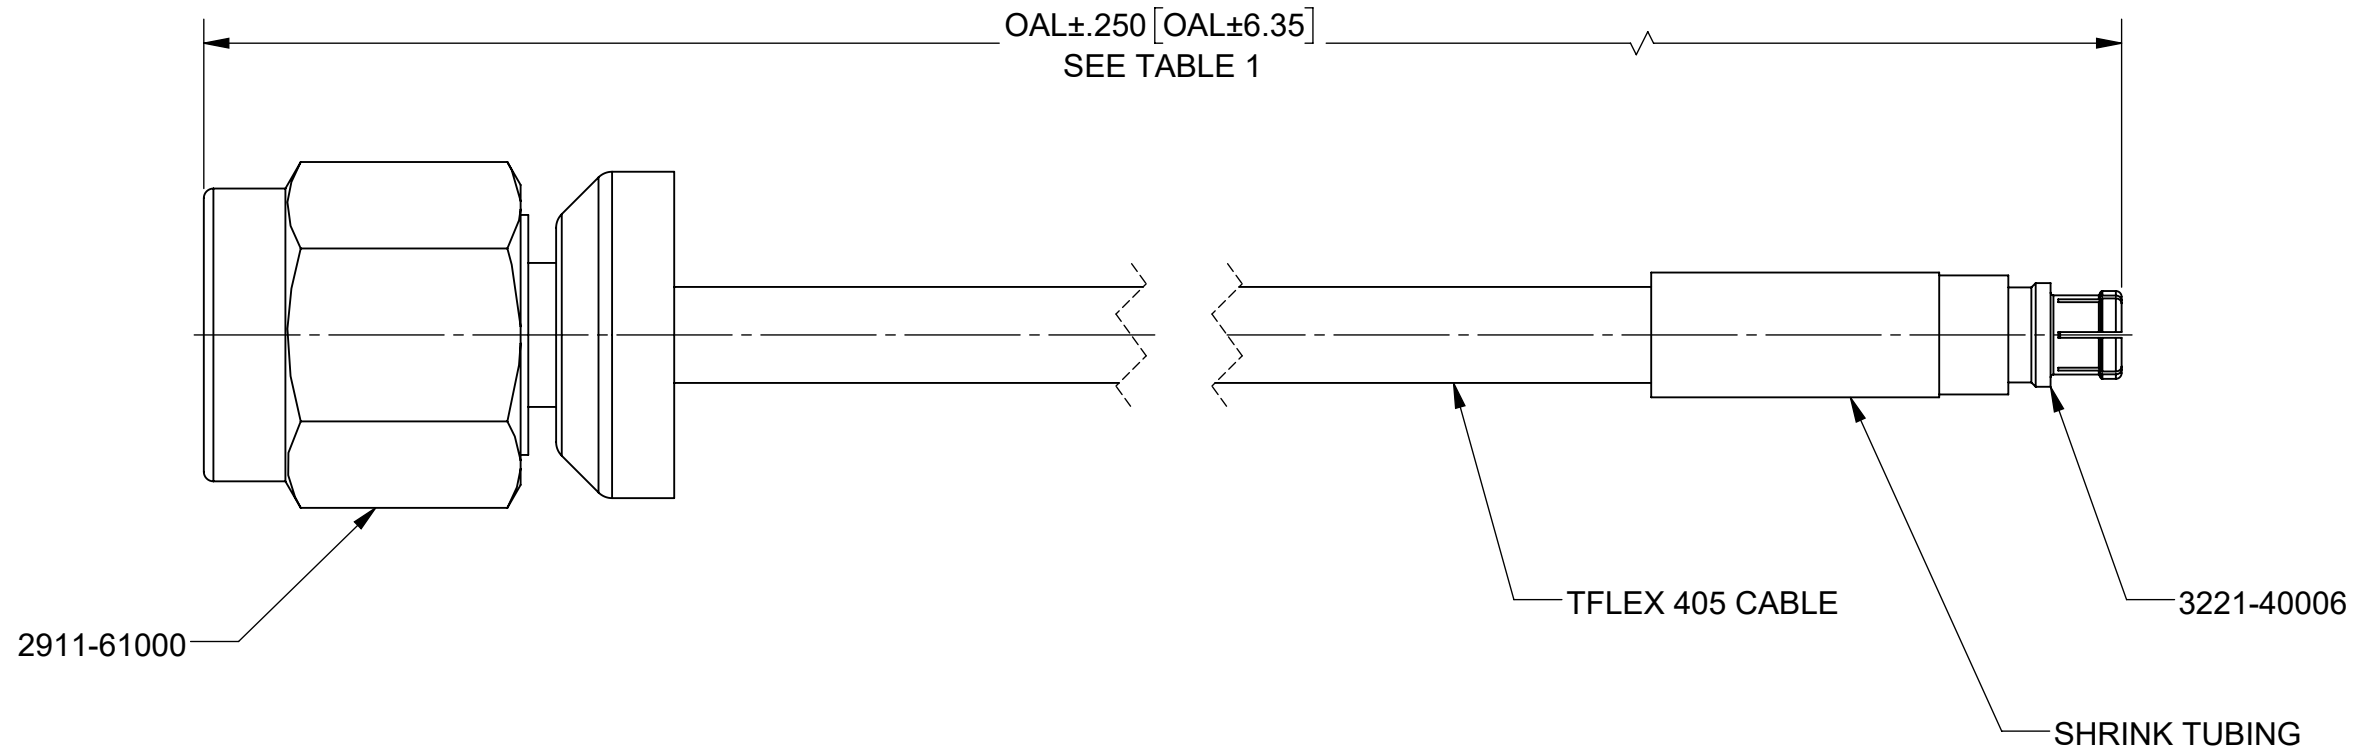 OAL±.250 [OAL±6.35]
SEE TABLE 1
TFLEX 405 CABLE
3221-40006
2911-61000
SHRINK TUBING